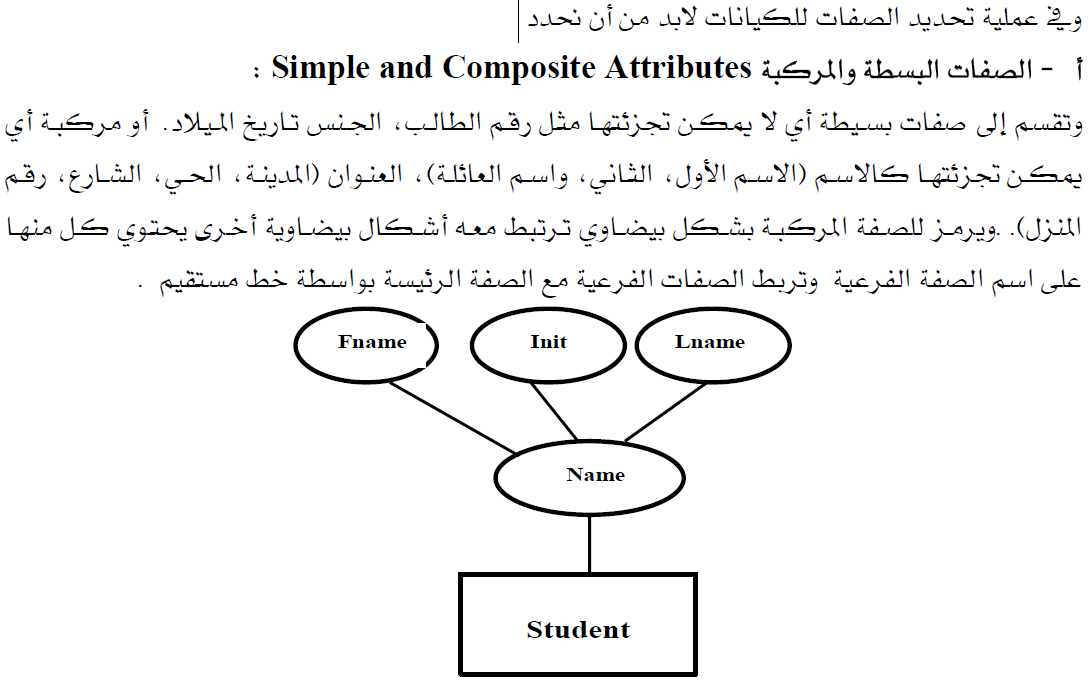 وفي عملية تحديد الصفات للكيانات لابد من أن نحدد
أ - الصفات البسطة والمركبة Simple and Composite Attributes :
وتقسم إلى صفات بسيطة أي لا يمكن تجزئتها مثل رقم الطالب، الجنس تاريخ الميلاد. أو مركبة أي
يمكن تجزئتها كالاسم (الاسم الأول، الثاني، واسم العائلة)، العنوان (المدينة، الحي، الشارع، رقم
المنزل). .ويرمز للصفة المركبة بشكل بيضاوي ترتبط معه أشكال بيضاوية أخرى يحتوي كل منها
على اسم الصفة الفرعية وتربط الصفات الفرعية مع الصفة الرئيسة بواسطة خط مستقيم .
Fname Init Lname
Name
Student